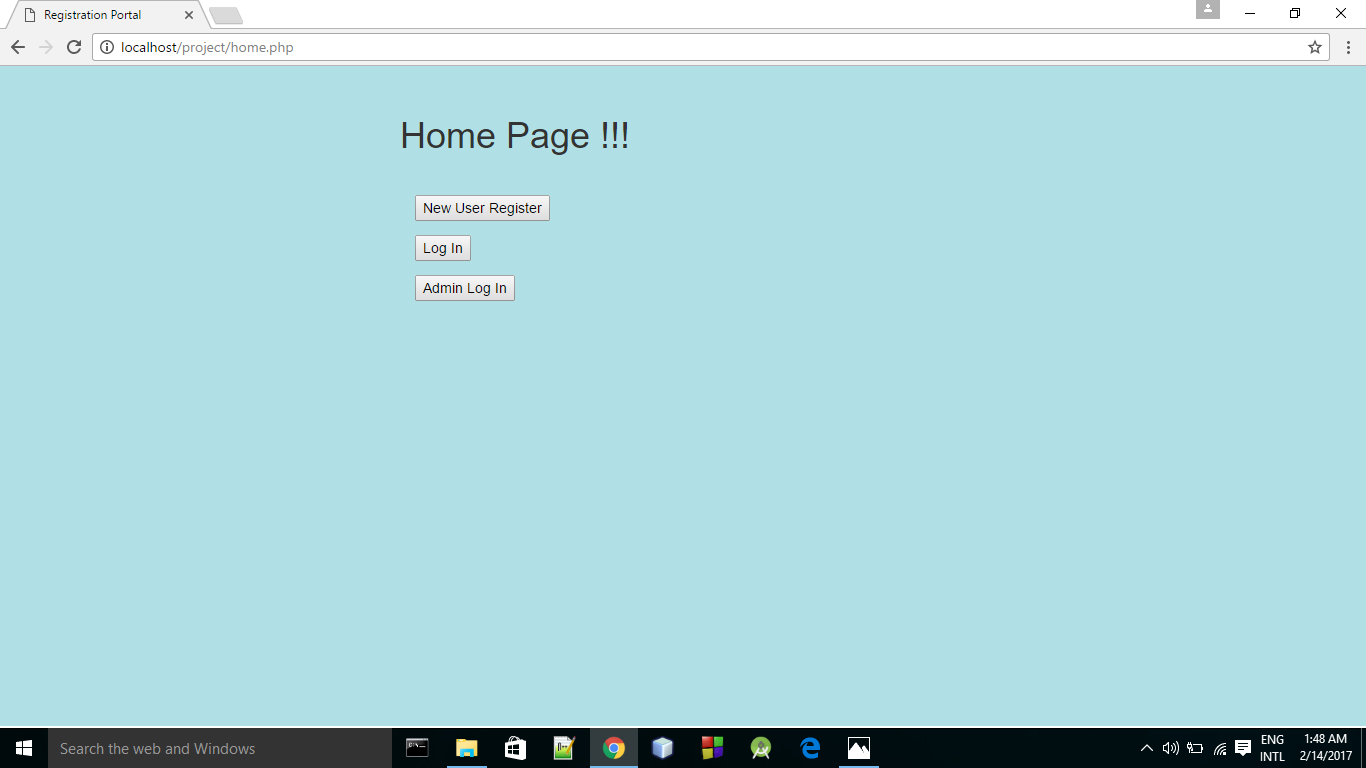 Registration Portal
localhost/project/home.php
Home Page !!!
New User Register
Log In
Admin Log In
Search the web and Windows
ENG
INTL
1:48 AM
2/14/2017